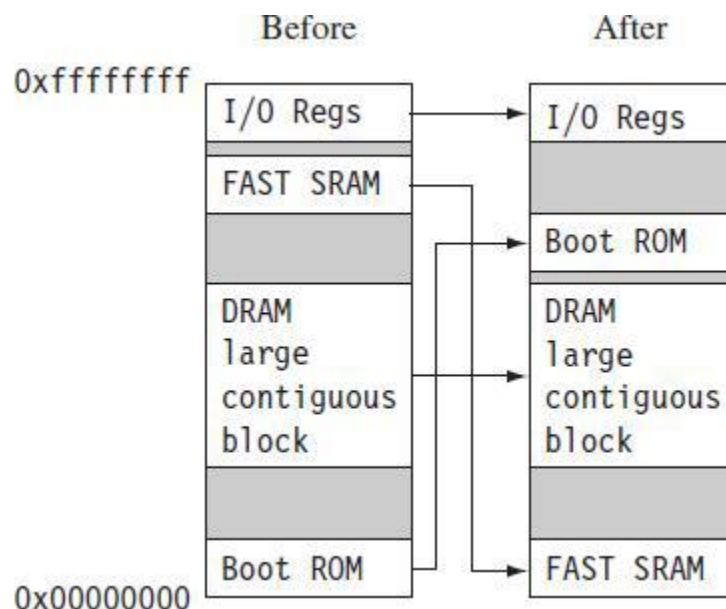 Before
After
0xffffffff
I/O Regs
FAST SRAM
DRAM
large
contiguous
block
Boot ROM
0x00000000
I/O Regs
Boot ROM
DRAM
large
contiguous
block
FAST SRAM